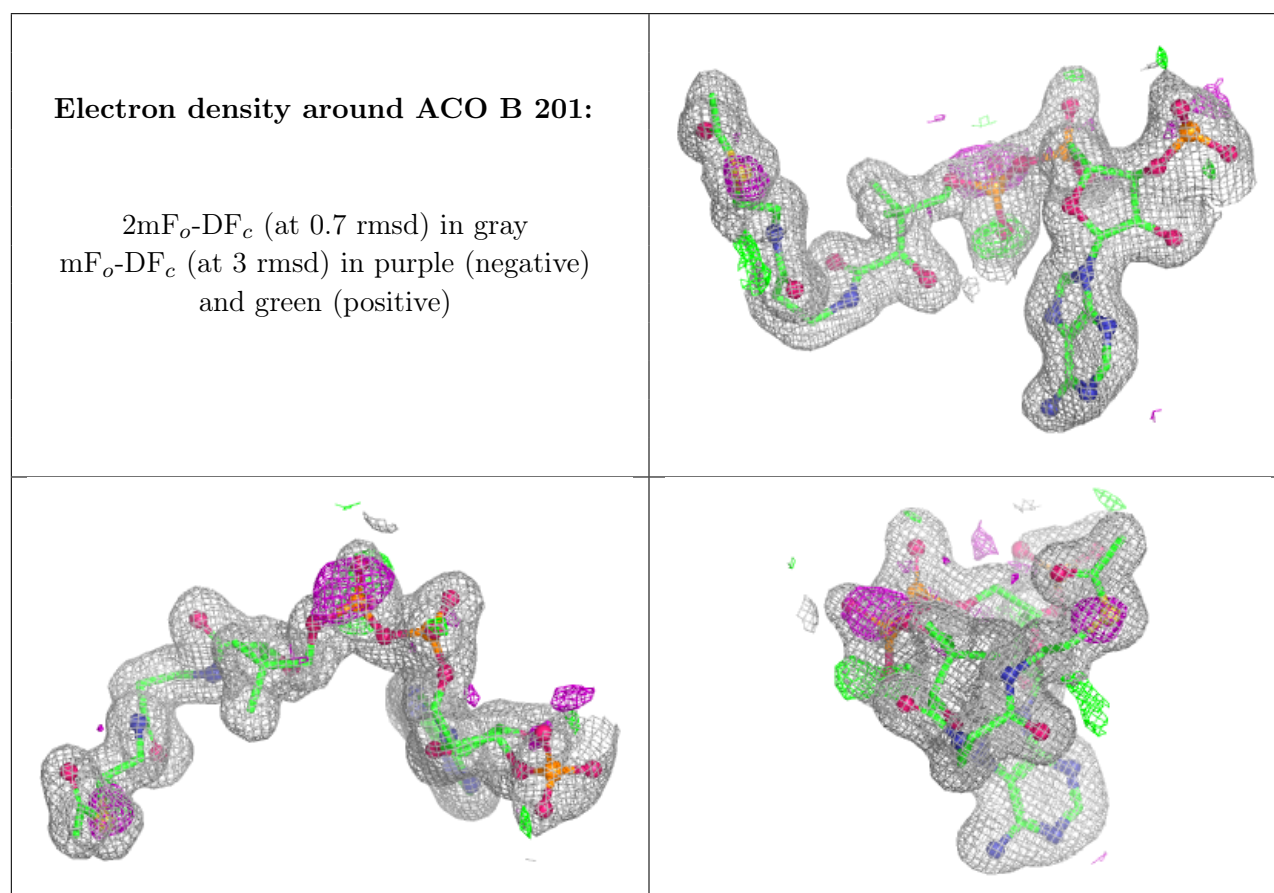 Electron density around ACO B 201:
2mFₒ-DF𝒸 (at 0.7 rmsd) in gray
mFₒ-DF𝒸 (at 3 rmsd) in purple (negative)
and green (positive)